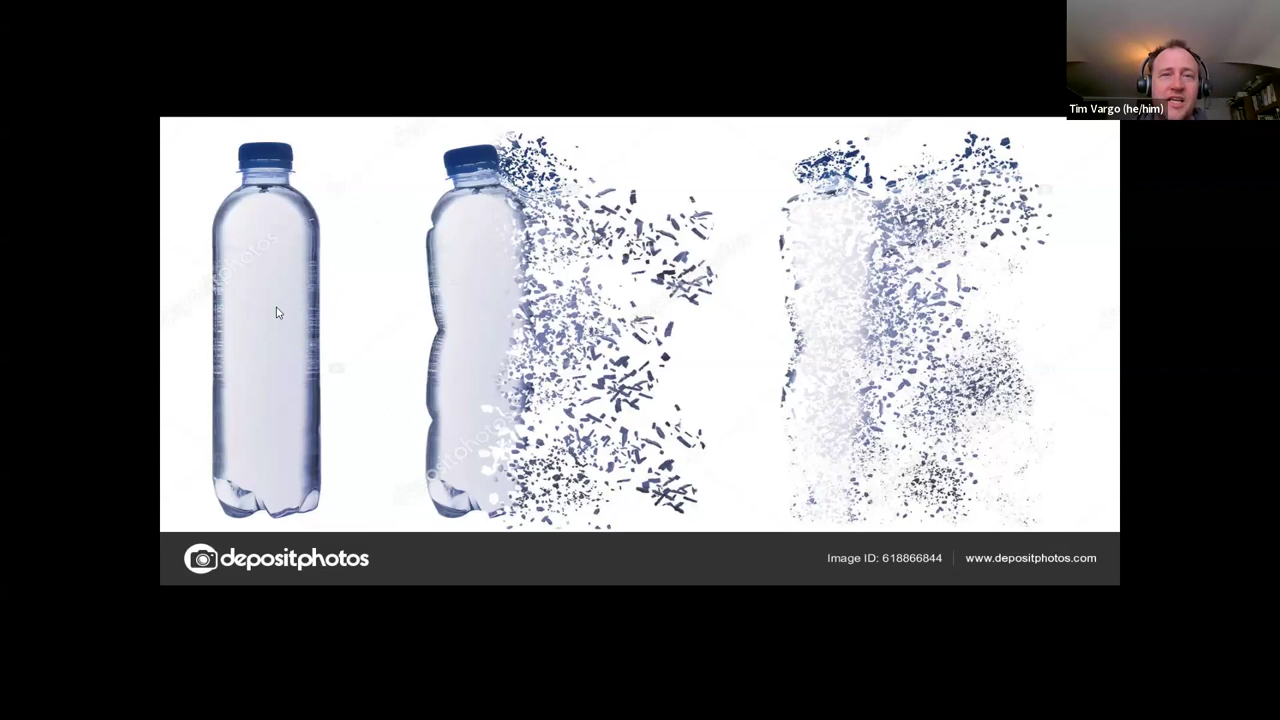 Tim Vargo (he/him)
depositphotos
Image ID: 618866844
www.depositphotos.com